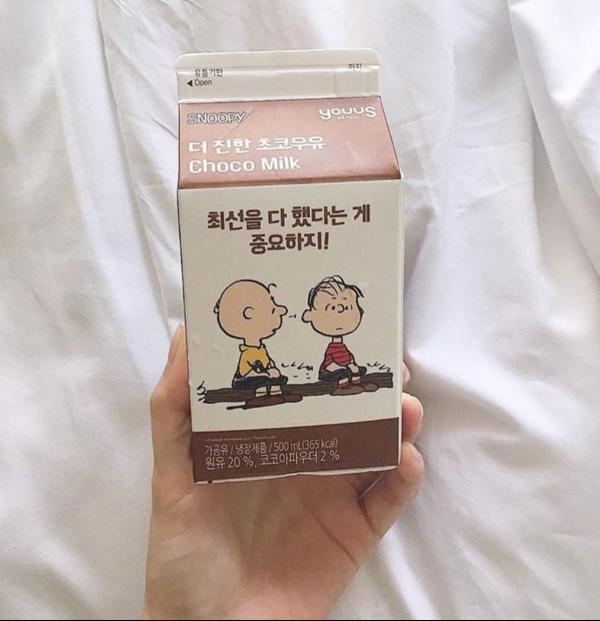 유통기한
까지
◀ Open
SNOOPY
youus
더 진한 초코우유
Choco Milk
최선을 다 했다는 게
중요하지!
가공유 / 냉장제품 / 500 mL(365 kcal)
원유 20 %, 코코아파우더 2 %